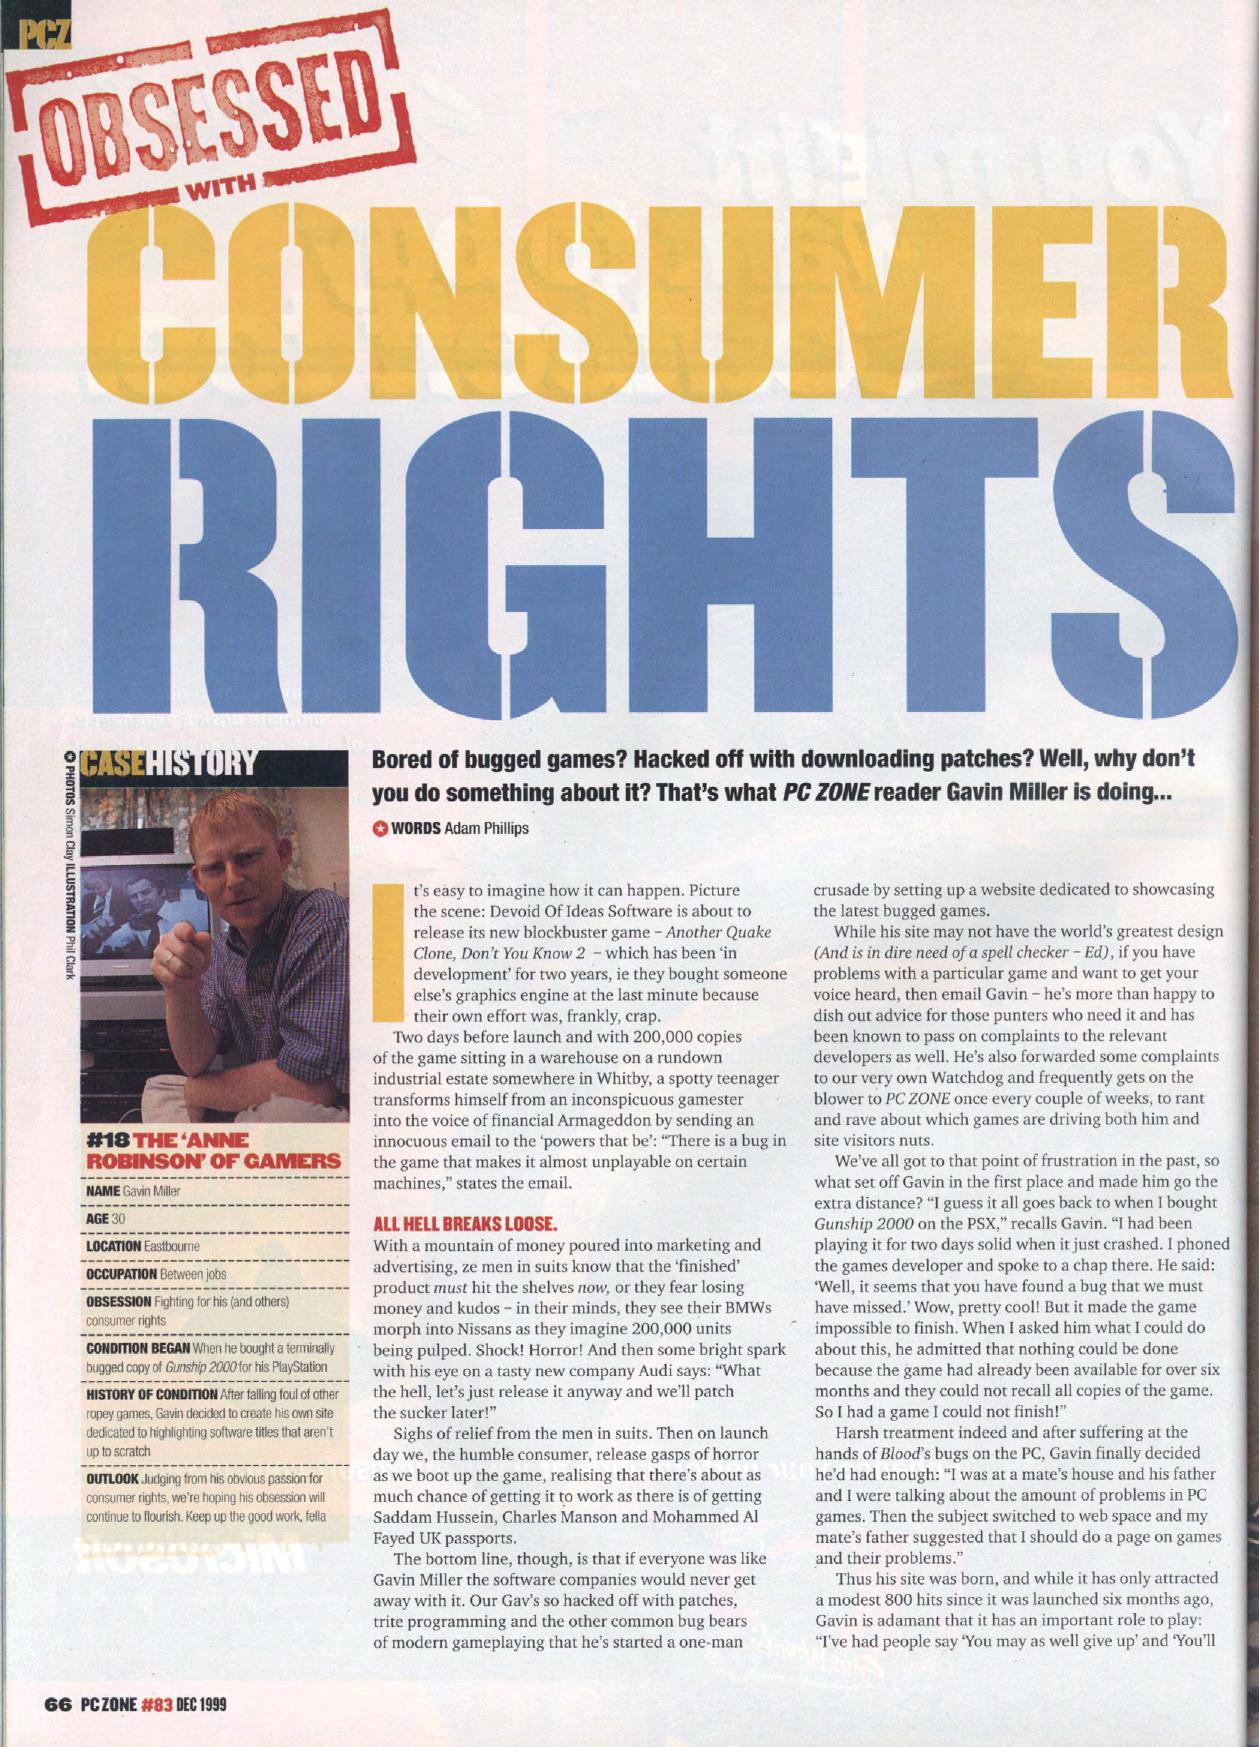 PCZ
OBSESSED
WITH
CONSUMER
RIGHTS
CASEHISTORY
✪ PHOTOS Simon Clay ILLUSTRATION Phil Clark
#18 THE 'ANNE
ROBINSON' OF GAMERS
NAME Gavin Miller
AGE 30
LOCATION Eastbourne
OCCUPATION Between jobs
OBSESSION Fighting for his (and others)
consumer rights
CONDITION BEGAN When he bought a terminally
bugged copy of Gunship 2000 for his PlayStation
HISTORY OF CONDITION After falling foul of other
ropey games, Gavin decided to create his own site
dedicated to highlighting software titles that aren't
up to scratch
OUTLOOK Judging from his obvious passion for
consumer rights, we're hoping his obsession will
continue to flourish. Keep up the good work, fella
Bored of bugged games? Hacked off with downloading patches? Well, why don't
you do something about it? That's what PC ZONE reader Gavin Miller is doing...
✪ WORDS Adam Phillips
It's easy to imagine how it can happen. Picture
the scene: Devoid Of Ideas Software is about to
release its new blockbuster game – Another Quake
Clone, Don't You Know 2 – which has been 'in
development' for two years, ie they bought someone
else's graphics engine at the last minute because
their own effort was, frankly, crap.
Two days before launch and with 200,000 copies
of the game sitting in a warehouse on a rundown
industrial estate somewhere in Whitby, a spotty teenager
transforms himself from an inconspicuous gamester
into the voice of financial Armageddon by sending an
innocuous email to the 'powers that be': "There is a bug in
the game that makes it almost unplayable on certain
machines," states the email.
ALL HELL BREAKS LOOSE.
With a mountain of money poured into marketing and
advertising, ze men in suits know that the 'finished'
product must hit the shelves now, or they fear losing
money and kudos – in their minds, they see their BMWs
morph into Nissans as they imagine 200,000 units
being pulped. Shock! Horror! And then some bright spark
with his eye on a tasty new company Audi says: "What
the hell, let's just release it anyway and we'll patch
the sucker later!"
Sighs of relief from the men in suits. Then on launch
day we, the humble consumer, release gasps of horror
as we boot up the game, realising that there's about as
much chance of getting it to work as there is of getting
Saddam Hussein, Charles Manson and Mohammed Al
Fayed UK passports.
The bottom line, though, is that if everyone was like
Gavin Miller the software companies would never get
away with it. Our Gav's so hacked off with patches,
trite programming and the other common bug bears
of modern gameplaying that he's started a one-man
crusade by setting up a website dedicated to showcasing
the latest bugged games.
While his site may not have the world's greatest design
(And is in dire need of a spell checker – Ed), if you have
problems with a particular game and want to get your
voice heard, then email Gavin – he's more than happy to
dish out advice for those punters who need it and has
been known to pass on complaints to the relevant
developers as well. He's also forwarded some complaints
to our very own Watchdog and frequently gets on the
blower to PC ZONE once every couple of weeks, to rant
and rave about which games are driving both him and
site visitors nuts.
We've all got to that point of frustration in the past, so
what set off Gavin in the first place and made him go the
extra distance? "I guess it all goes back to when I bought
Gunship 2000 on the PSX," recalls Gavin. "I had been
playing it for two days solid when it just crashed. I phoned
the games developer and spoke to a chap there. He said:
'Well, it seems that you have found a bug that we must
have missed.' Wow, pretty cool! But it made the game
impossible to finish. When I asked him what I could do
about this, he admitted that nothing could be done
because the game had already been available for over six
months and they could not recall all copies of the game.
So I had a game I could not finish!"
Harsh treatment indeed and after suffering at the
hands of Blood's bugs on the PC, Gavin finally decided
he'd had enough: "I was at a mate's house and his father
and I were talking about the amount of problems in PC
games. Then the subject switched to web space and my
mate's father suggested that I should do a page on games
and their problems."
Thus his site was born, and while it has only attracted
a modest 800 hits since it was launched six months ago,
Gavin is adamant that it has an important role to play:
"I've had people say 'You may as well give up' and 'You'll
66 PC ZONE #83 DEC 1999